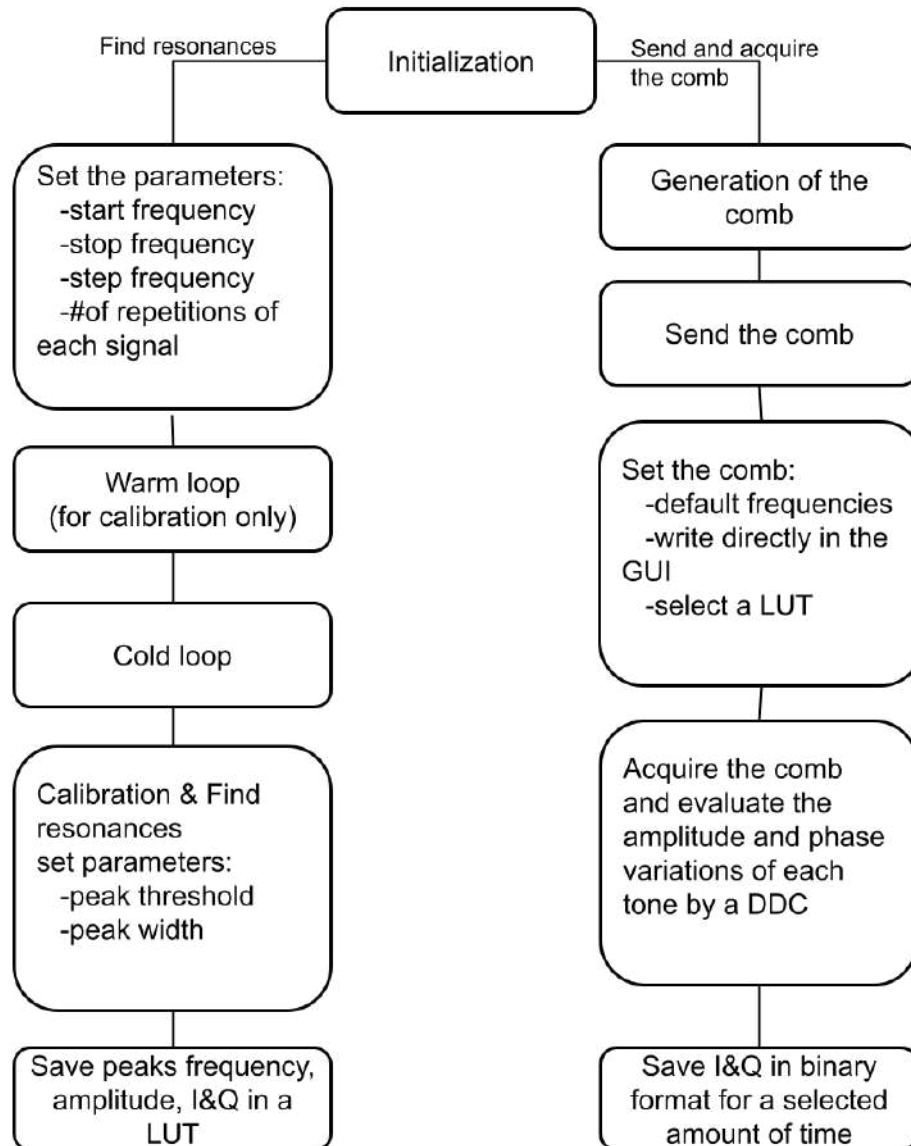 Find resonances
Initialization
Send and acquire
the comb
Set the parameters:
-start frequency
-stop frequency
-step frequency
-#of repetitions of
each signal
Warm loop
(for calibration only)
Cold loop
Calibration & Find
resonances
set parameters:
-peak threshold
-peak width
Save peaks frequency,
amplitude, I&Q in a
LUT
Generation of the
comb
Send the comb
Set the comb:
-default frequencies
-write directly in the
GUI
-select a LUT
Acquire the comb
and evaluate the
amplitude and phase
variations of each
tone by a DDC
Save I&Q in binary
format for a selected
amount of time